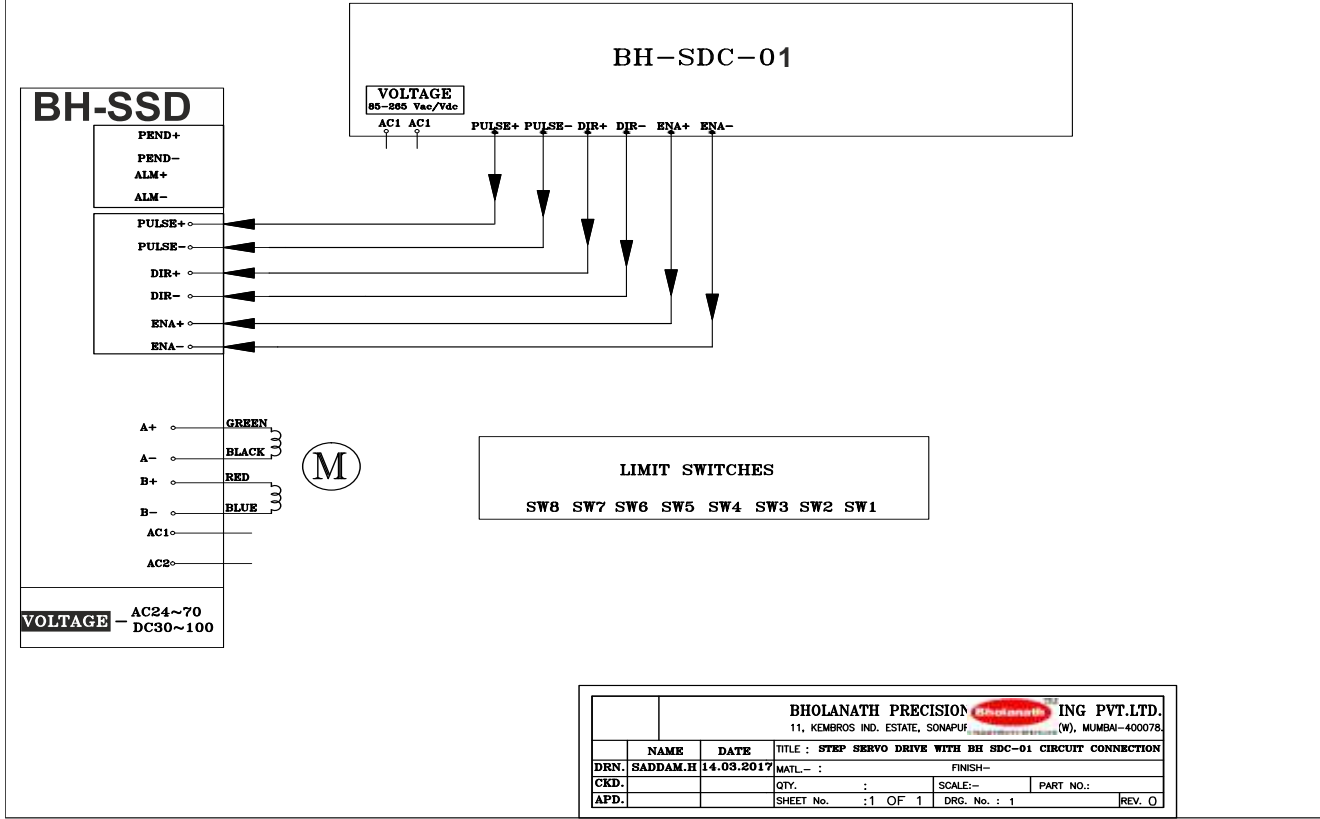 BH-SDC-01
VOLTAGE
85-265 Vac/Vdc
AC1 AC1
PULSE+ PULSE- DIR+ DIR- ENA+ ENA-
BH-SSD
PEND+
PEND-
ALM+
ALM-
PULSE+
PULSE-
DIR+
DIR-
ENA+
ENA-
A+ GREEN
A- BLACK
B+ RED
B- BLUE
AC1
AC2
M
VOLTAGE - AC24~70
DC30~100
LIMIT SWITCHES
SW8 SW7 SW6 SW5 SW4 SW3 SW2 SW1
BHOLANATH PRECISION Bholanath ING PVT.LTD.
11, KEMBROS IND. ESTATE, (W), MUMBAI-400078.
NAME DATE TITLE : STEP SERVO DRIVE WITH BH SDC-01 CIRCUIT CONNECTION
DRN. SADDAM.H 14.03.2017 MATL.- : FINISH-
CKD. QTY. : SCALE:- PART NO.:
APD. SHEET No. :1 OF 1 DRG. No. : 1 REV. 0